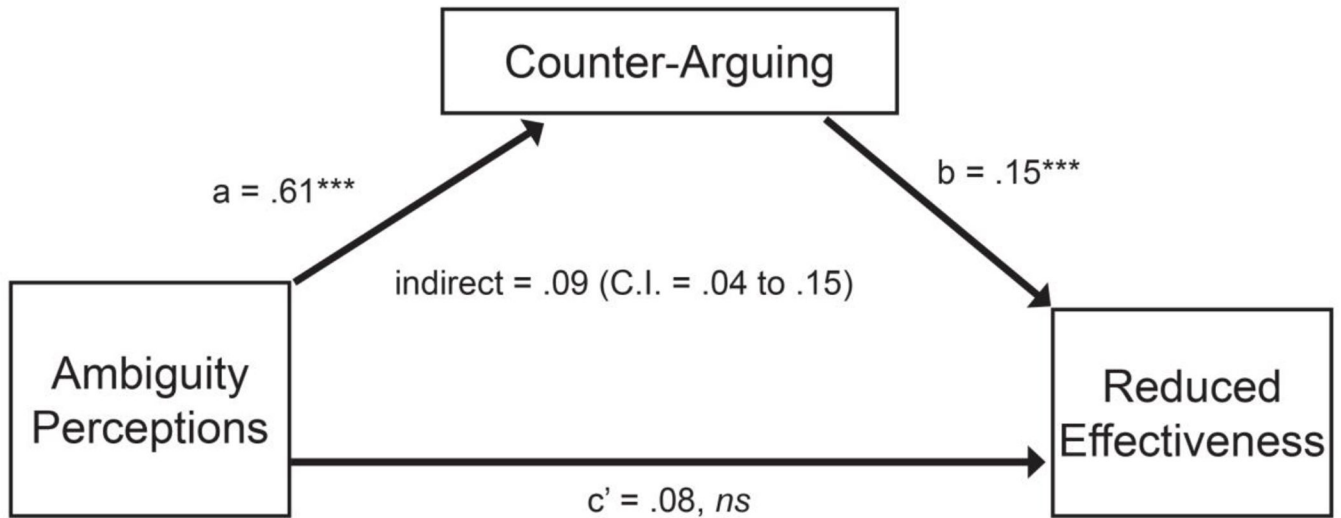 Counter-Arguing
a = .61***
b = .15***
indirect = .09 (C.I. = .04 to .15)
Ambiguity
Perceptions
Reduced
Effectiveness
c’ = .08, ns